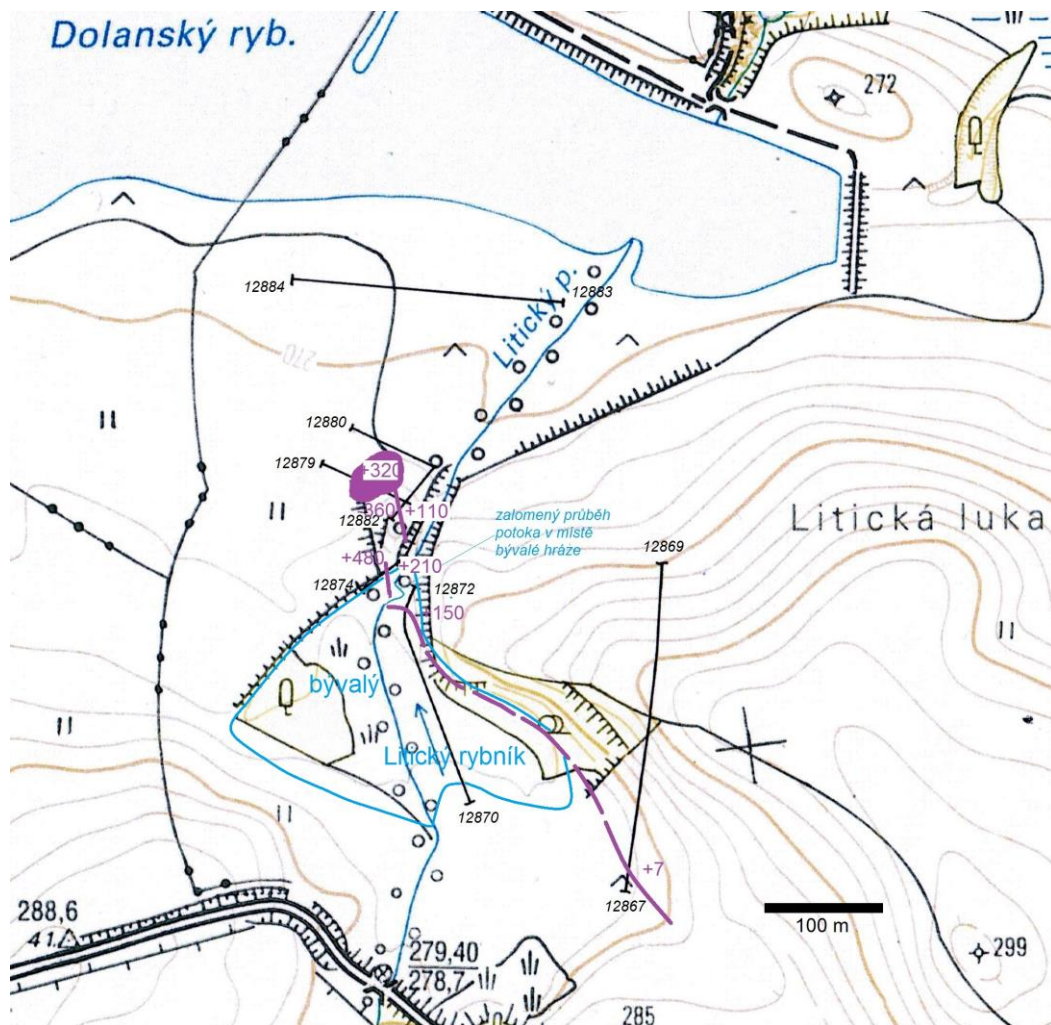 Dolanský ryb.
272
12884
12883
Litický p.
270
12880
12879
+320
360
+110
12882
zalomený průběh
potoka v místě
bývalé hráze
Litická luka
12869
+480
+210
12874
12872
150
bývalý
Litický rybník
12870
+7
12867
100 m
288,6
41
279,40
278,7
299
285